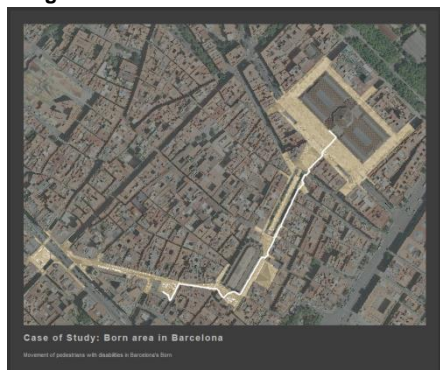 Case of Study: Born area in Barcelona
Movement of pedestrians with disabilities in Barcelona's Born